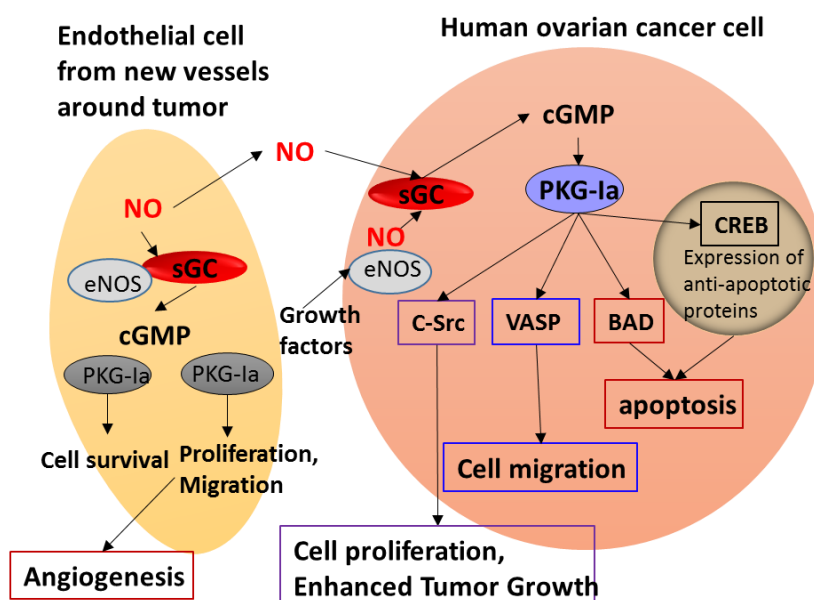 Endothelial cell
from new vessels
around tumor
Human ovarian cancer cell
NO
NO
eNOS
sGC
cGMP
PKG-Ia
PKG-Ia
Cell survival
Proliferation,
Migration
Angiogenesis
Growth
factors
sGC
NO
eNOS
cGMP
PKG-Ia
CREB
Expression of
anti-apoptotic
proteins
C-Src
VASP
BAD
apoptosis
Cell migration
Cell proliferation,
Enhanced Tumor Growth